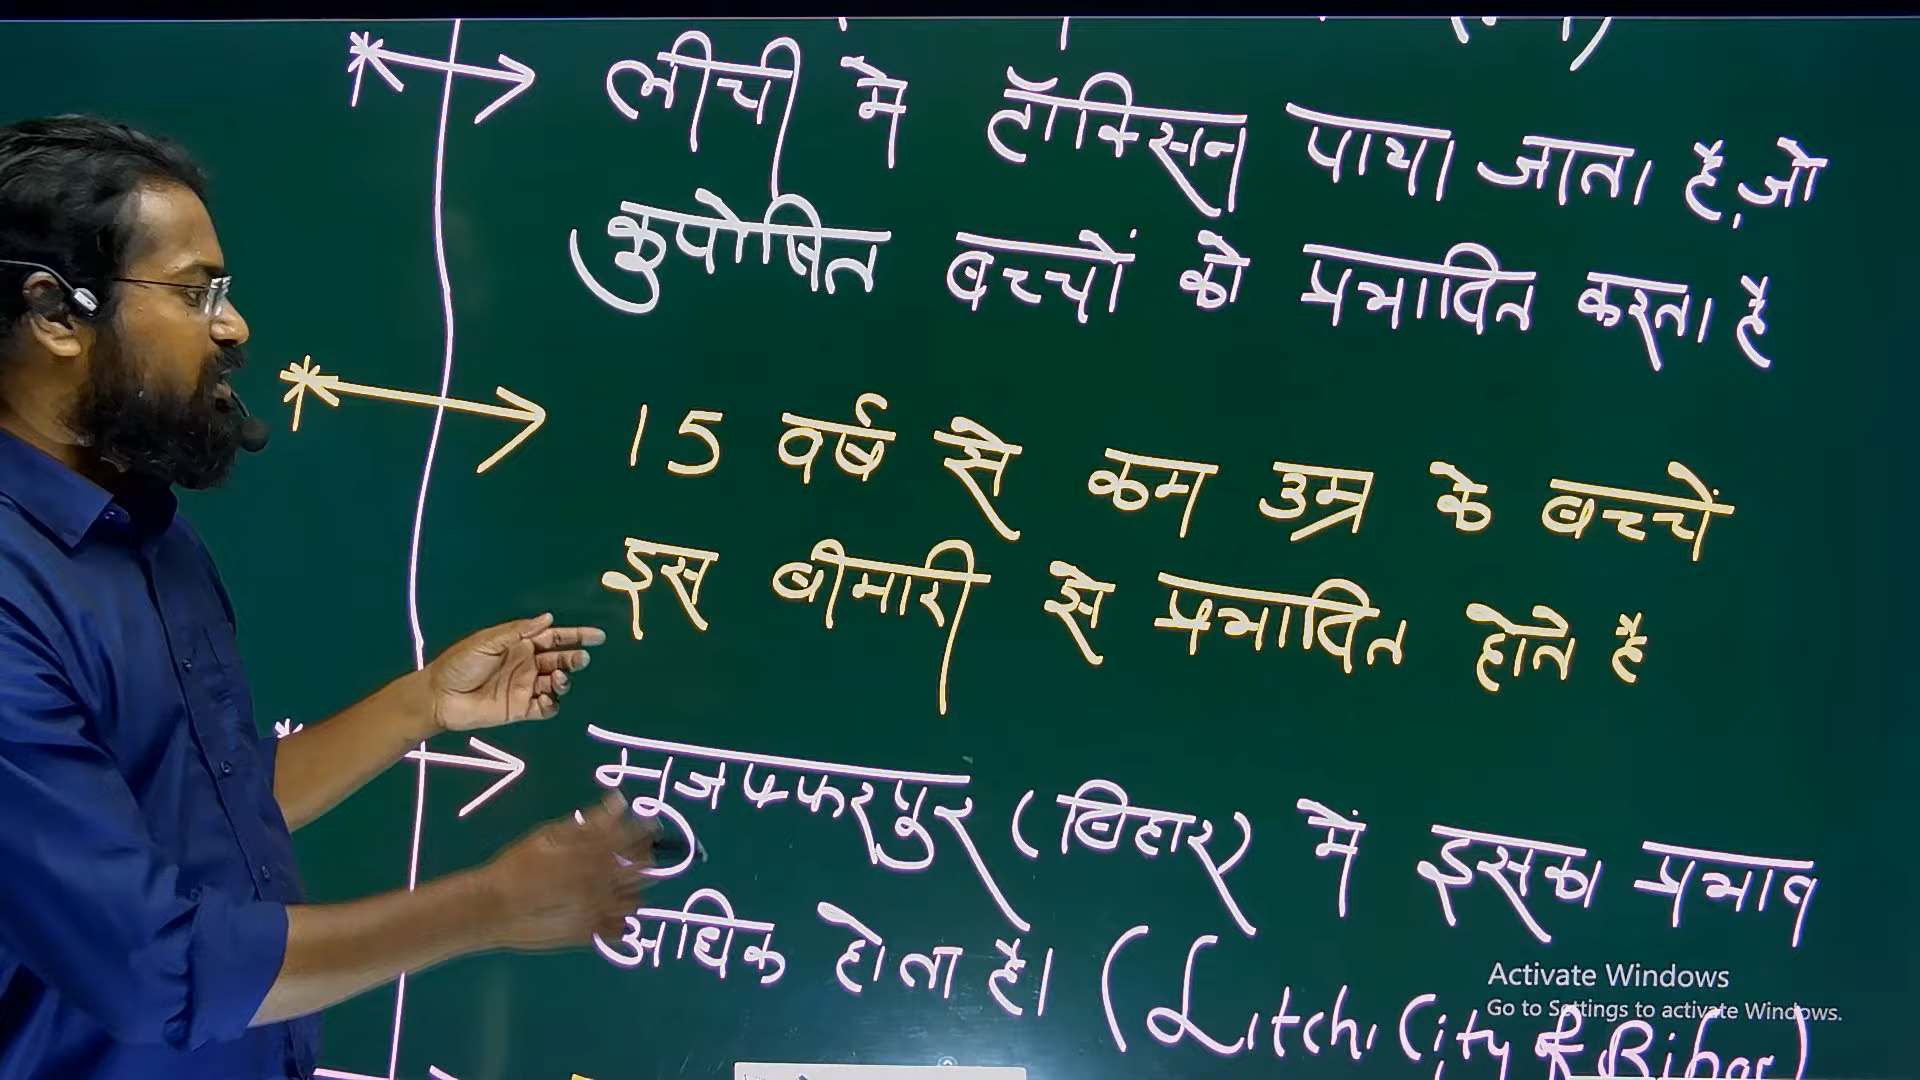 लीची मे टॉक्सिन पाया जाता है, जो
कुपोषित बच्चों को प्रभावित करता है
15 वर्ष से कम उम्र के बच्चें
इस बीमारी से प्रभावित होते है
मुजफ्फरपुर (बिहार) में इसका प्रभाव
अधिक होता है। (Litchi City of Bihar)
Activate Windows
Go to Settings to activate Windows.